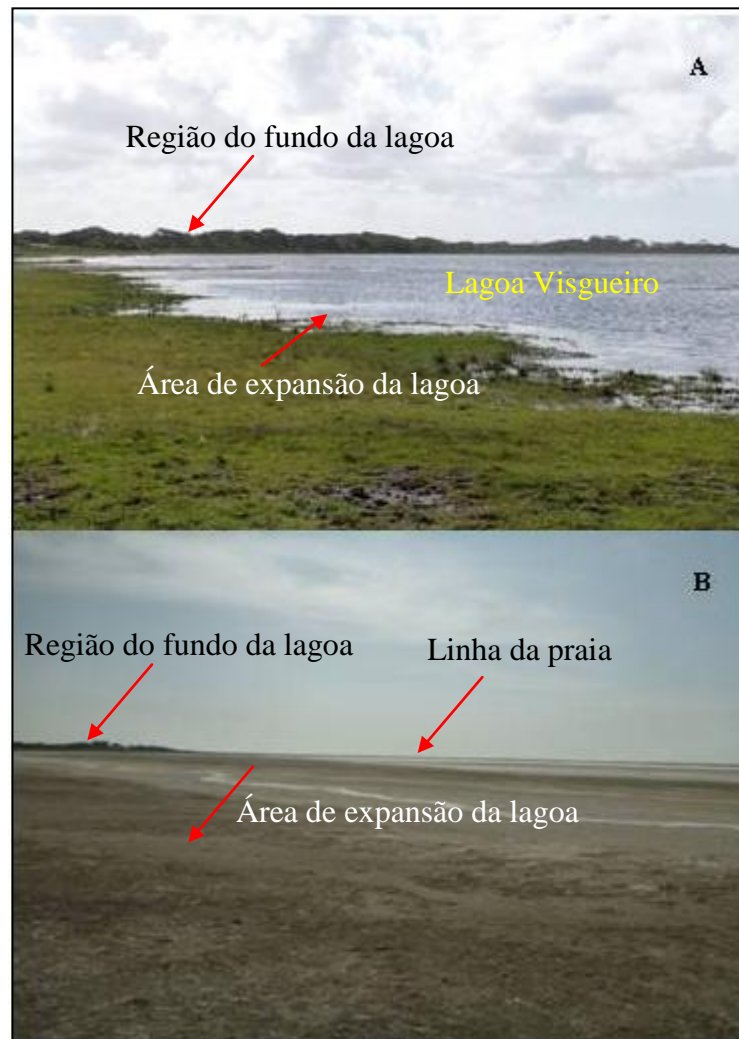 A
Região do fundo da lagoa
Lagoa Visgueiro
Área de expansão da lagoa
B
Região do fundo da lagoa
Linha da praia
Área de expansão da lagoa